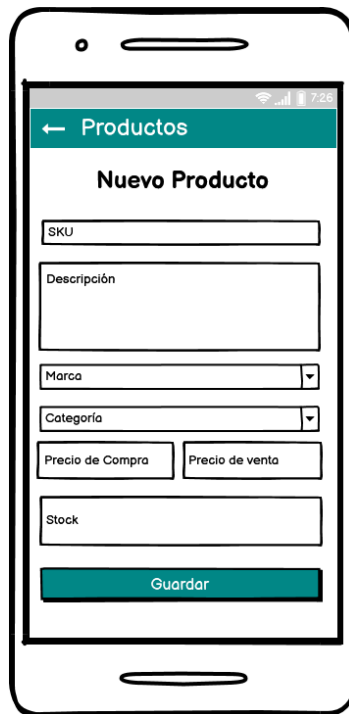 7:26
← Productos
Nuevo Producto
SKU
Descripción
Marca
Categoría
Precio de Compra Precio de venta
Stock
Guardar